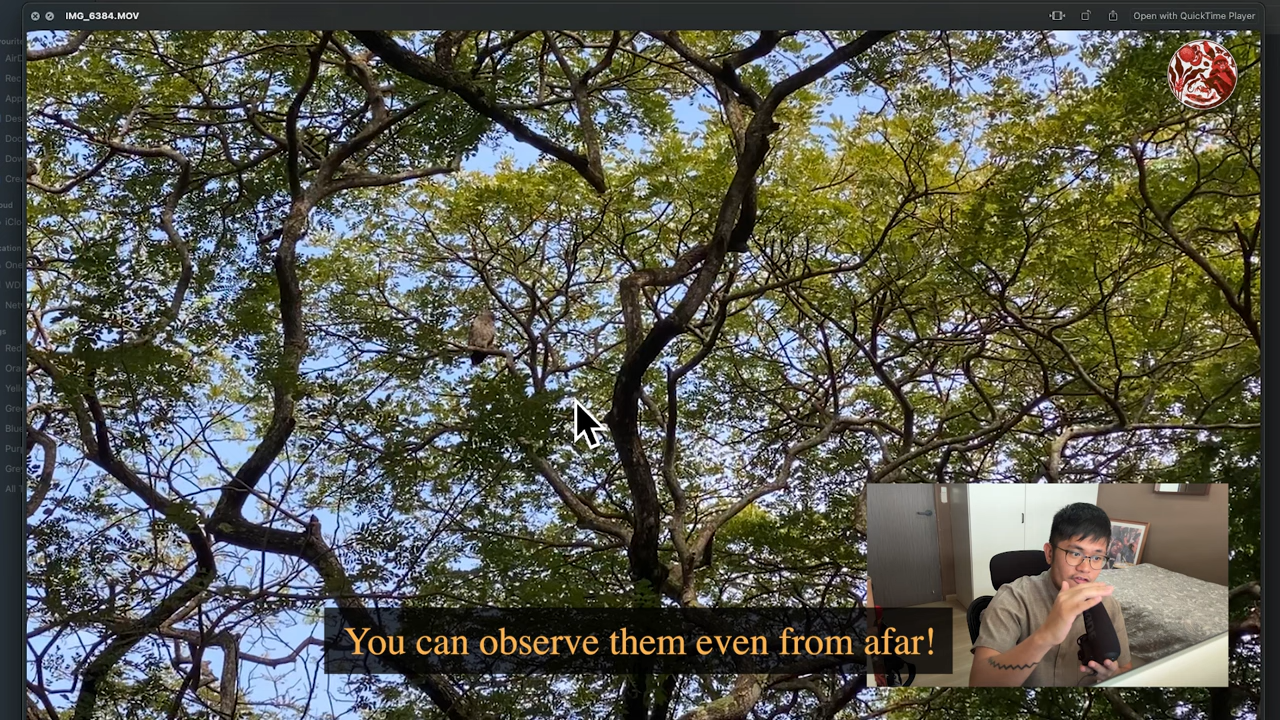 IMG_6384.MOV
Open with QuickTime Player
You can observe them even from afar!